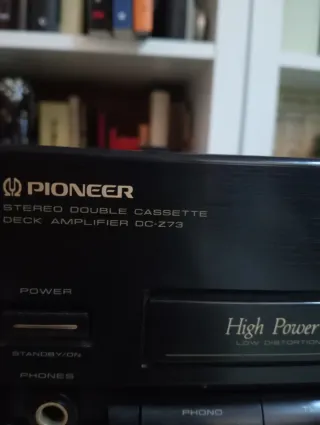 PIONEER
STEREO DOUBLE CASSETTE
DECK AMPLIFIER DC-Z73
POWER
STANDBY/ON
PHONES
High Power
LOW DISTORTION
PHONO